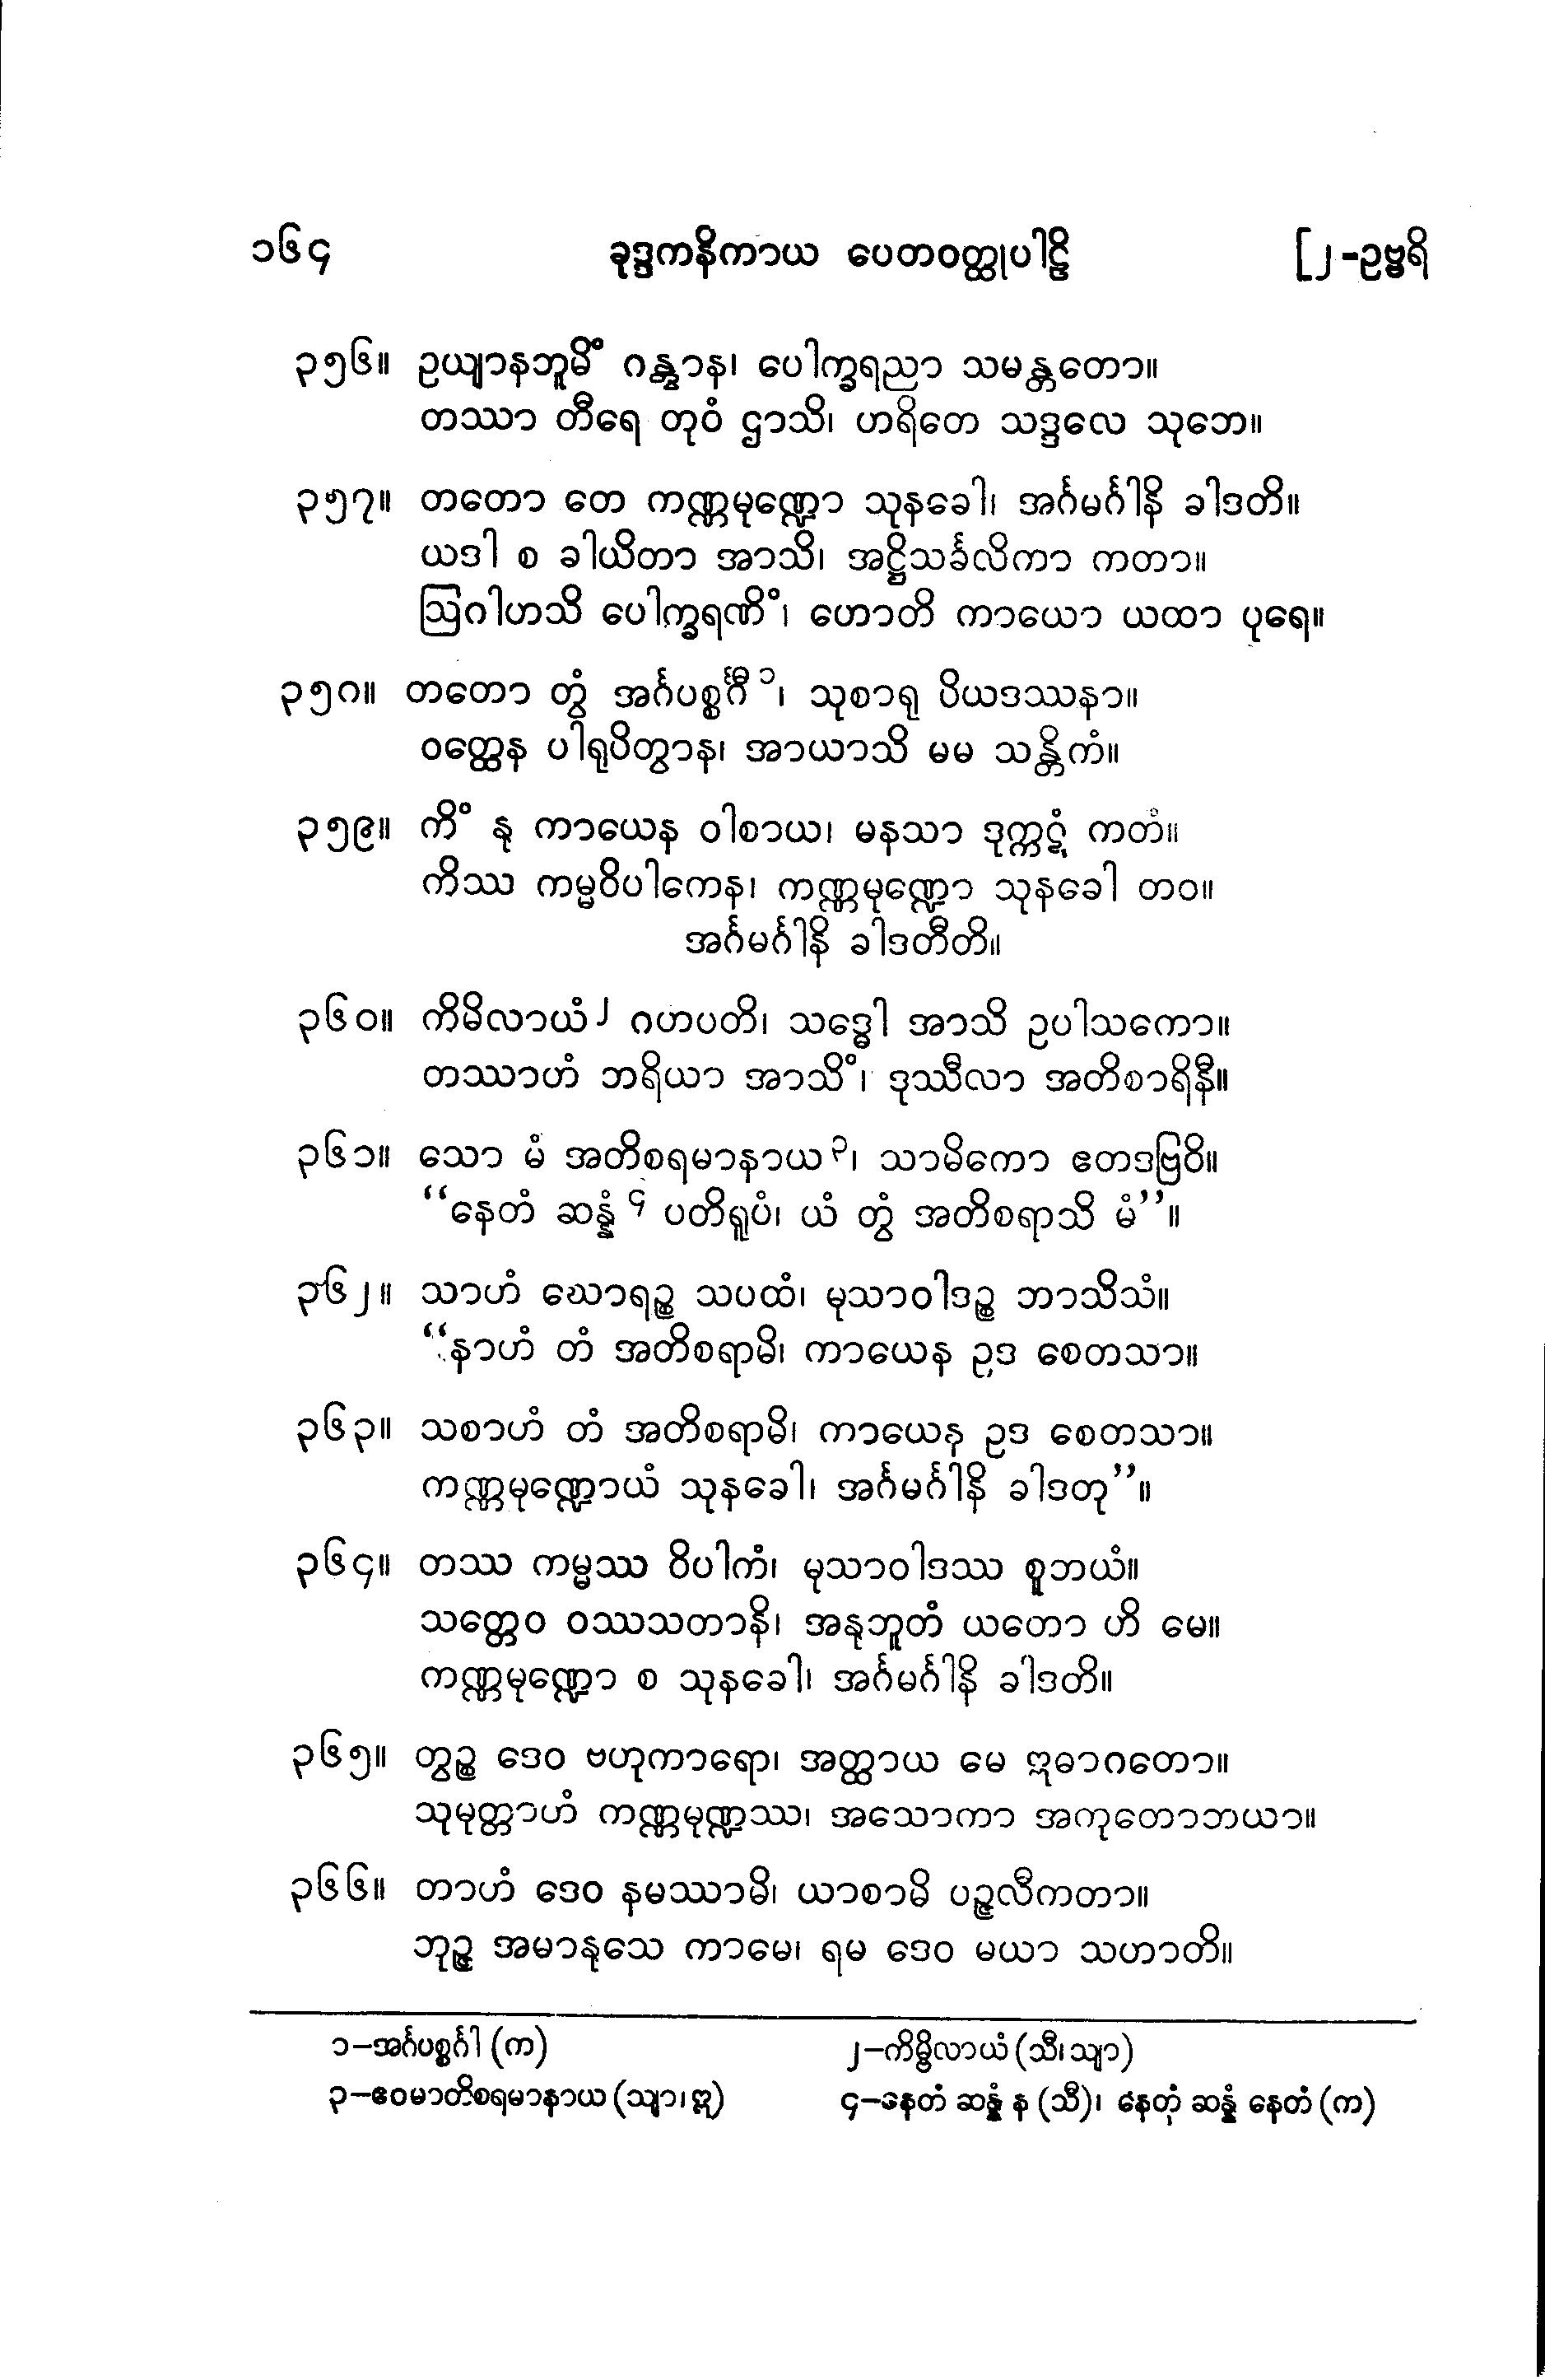 ၁၆၄ ခုဒ္ဒကနိကာယ ပေတဝတ္ထုပါဠိ [၂-ဥဗ္ဗရိ
၃၅၆။ ဥယျာနဘူမိံ ဂန္တွာန၊ ပေါက္ခရညာ သမန္တတော။
တဿာ တီရေ တုဝံ ဌာသိ၊ ဟရိတေ သဒ္ဒလေ သုဘေ။
၃၅၇။ တတော တေ ကဏ္ဏမုဏ္ဍော သုနခေါ၊ အင်္ဂမင်္ဂါနိ ခါဒတိ။
ယဒါ စ ခါယိတာ အာသိ၊ အဋ္ဌိသင်္ခလိကာ ကတာ။
ဩဂါဟသိ ပေါက္ခရဏိံ၊ ဟောတိ ကာယော ယထာ ပုရေ။
၃၅၈။ တတော တွံ အင်္ဂပစ္စင်္ဂီ ၁၊ သုစာရု ပိယဒဿနာ။
ဝတ္ထေန ပါရုပိတွာန၊ အာယာသိ မမ သန္တိကံ။
၃၅၉။ ကိံ နု ကာယေန ဝါစာယ၊ မနသာ ဒုက္ကဋံ ကတံ။
ကိဿ ကမ္မဝိပါကေန၊ ကဏ္ဏမုဏ္ဍော သုနခေါ တဝ။
အင်္ဂမင်္ဂါနိ ခါဒတီတိ။
၃၆၀။ ကိမိလာယံ ၂ ဂဟပတိ၊ သဒ္ဓေါ အာသိ ဥပါသကော။
တဿာဟံ ဘရိယာ အာသိံ၊ ဒုဿီလာ အတိစာရိနီ။
၃၆၁။ သော မံ အတိစရမာနာယ ၃၊ သာမိကော ဧတဒဗြဝိ။
“နေတံ ဆန္နံ ၄ ပတိရူပံ၊ ယံ တွံ အတိစရာသိ မံ”။
၃၆၂။ သာဟံ ဃောရဉ္စ သပထံ၊ မုသာဝါဒဉ္စ ဘာသိသံ။
“နာဟံ တံ အတိစရာမိ၊ ကာယေန ဥဒ စေတသာ။
၃၆၃။ သစာဟံ တံ အတိစရာမိ၊ ကာယေန ဥဒ စေတသာ။
ကဏ္ဏမုဏ္ဍောယံ သုနခေါ၊ အင်္ဂမင်္ဂါနိ ခါဒတု”။
၃၆၄။ တဿ ကမ္မဿ ဝိပါကံ၊ မုသာဝါဒဿ စူဘယံ။
သတ္တေဝ ဝဿသတာနိ၊ အနုဘူတံ ယတော ဟိ မေ။
ကဏ္ဏမုဏ္ဍော စ သုနခေါ၊ အင်္ဂမင်္ဂါနိ ခါဒတိ။
၃၆၅။ တွဉ္စ ဒေဝ ဗဟုကာရော၊ အတ္ထာယ မေ ဣဓာဂတော။
သုမုတ္တာဟံ ကဏ္ဏမုဏ္ဍဿ၊ အသောကာ အကုတောဘယာ။
၃၆၆။ တာဟံ ဒေဝ နမဿာမိ၊ ယာစာမိ ပဉ္ဇလီကတာ။
ဘုဉ္ဇ အမာနုသေ ကာမေ၊ ရမ ဒေဝ မယာ သဟာတိ။
၁–အင်္ဂပစ္စင်္ဂါ (က) ၂–ကိမ္ဗိလာယံ (သီ၊ သျာ)
၃–ဧဝမာတိစရမာနာယ (သျာ၊ ဣ) ၄–နေတံ ဆန္နံ န (သီ)၊ နေတုံ ဆန္နံ နေတံ (က)